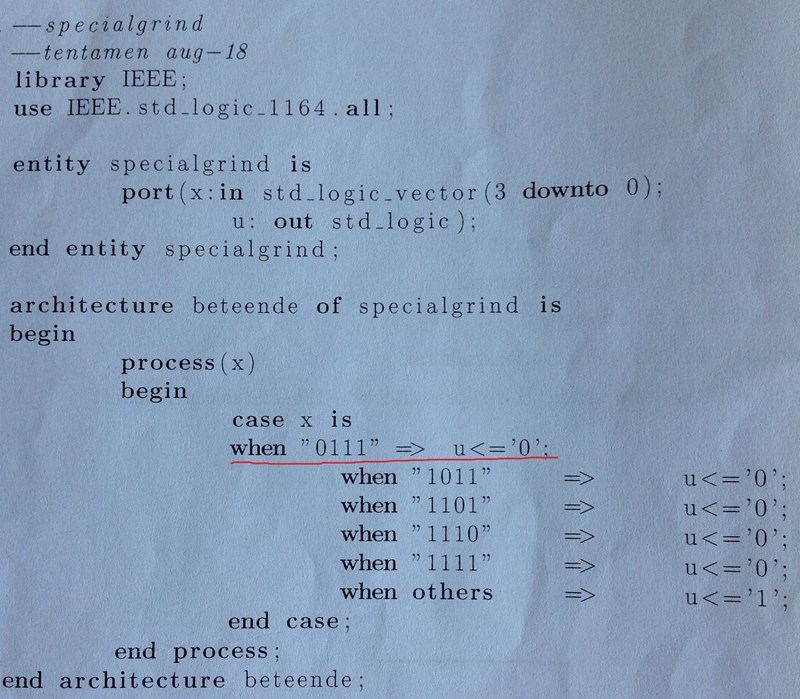 —specialgrind
—tentamen aug-18
library IEEE;
use IEEE.std_logic_1164.all;
entity specialgrind is
port(x:in std_logic_vector(3 downto 0);
u: out std_logic);
end entity specialgrind;
architecture beteende of specialgrind is
begin
process(x)
begin
case x is
when ”0111” => u<=’0’;
when ”1011” => u<=’0’;
when ”1101” => u<=’0’;
when ”1110” => u<=’0’;
when ”1111” => u<=’0’;
when others => u<=’1’;
end case;
end process;
end architecture beteende;